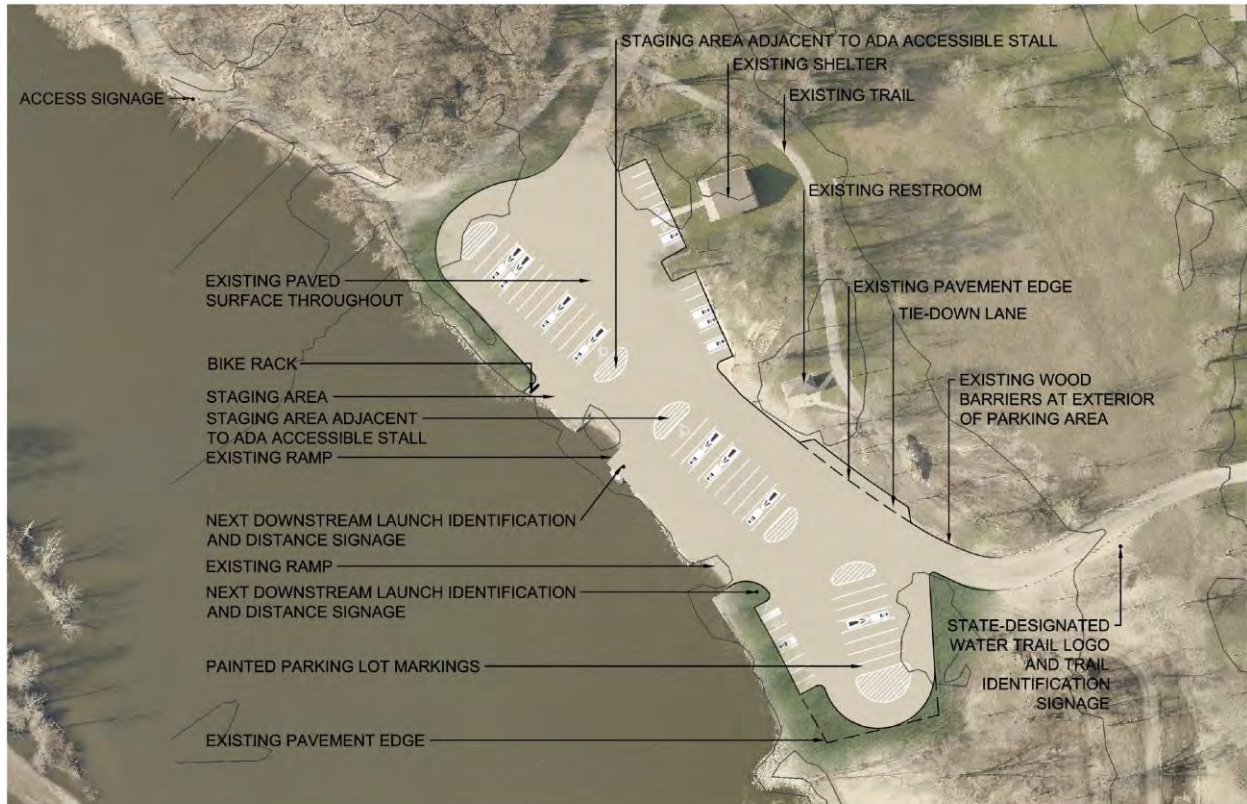 STAGING AREA ADJACENT TO ADA ACCESSIBLE STALL
EXISTING SHELTER
ACCESS SIGNAGE
EXISTING TRAIL
EXISTING RESTROOM
EXISTING PAVED
SURFACE THROUGHOUT
EXISTING PAVEMENT EDGE
TIE-DOWN LANE
BIKE RACK
EXISTING WOOD
BARRIERS AT EXTERIOR
OF PARKING AREA
STAGING AREA
STAGING AREA ADJACENT
TO ADA ACCESSIBLE STALL
EXISTING RAMP
NEXT DOWNSTREAM LAUNCH IDENTIFICATION
AND DISTANCE SIGNAGE
EXISTING RAMP
NEXT DOWNSTREAM LAUNCH IDENTIFICATION
AND DISTANCE SIGNAGE
STATE-DESIGNATED
WATER TRAIL LOGO
AND TRAIL
IDENTIFICATION
SIGNAGE
PAINTED PARKING LOT MARKINGS
EXISTING PAVEMENT EDGE